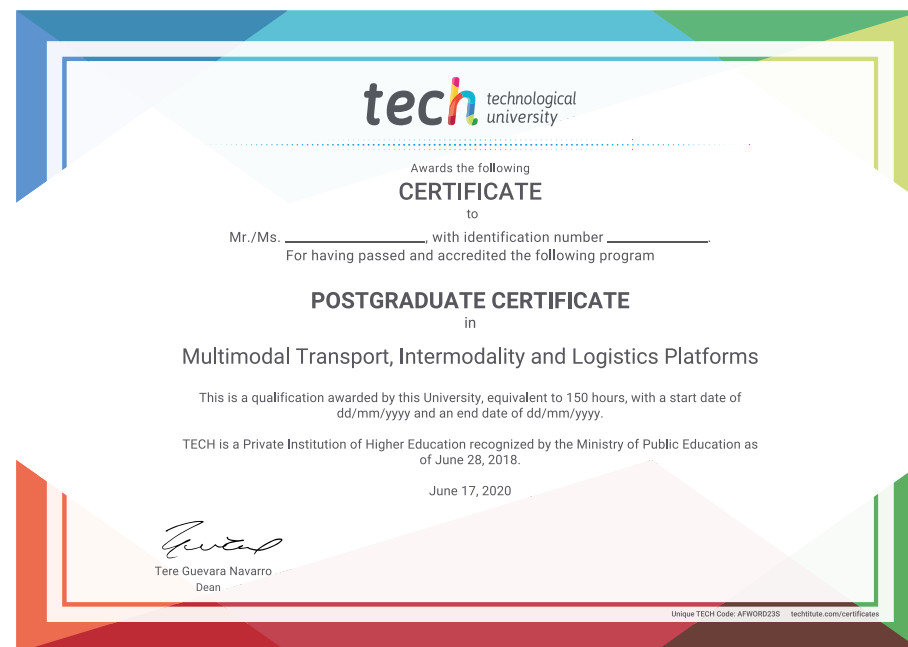 tech technological
university
Awards the following
CERTIFICATE
to
Mr./Ms. ____________________, with identification number ______________.
For having passed and accredited the following program
POSTGRADUATE CERTIFICATE
in
Multimodal Transport, Intermodality and Logistics Platforms
This is a qualification awarded by this University, equivalent to 150 hours, with a start date of
dd/mm/yyyy and an end date of dd/mm/yyyy.
TECH is a Private Institution of Higher Education recognized by the Ministry of Public Education as
of June 28, 2018.
June 17, 2020
Tere Guevara Navarro
Dean
Unique TECH Code: AFWORD23S techtitute.com/certificates